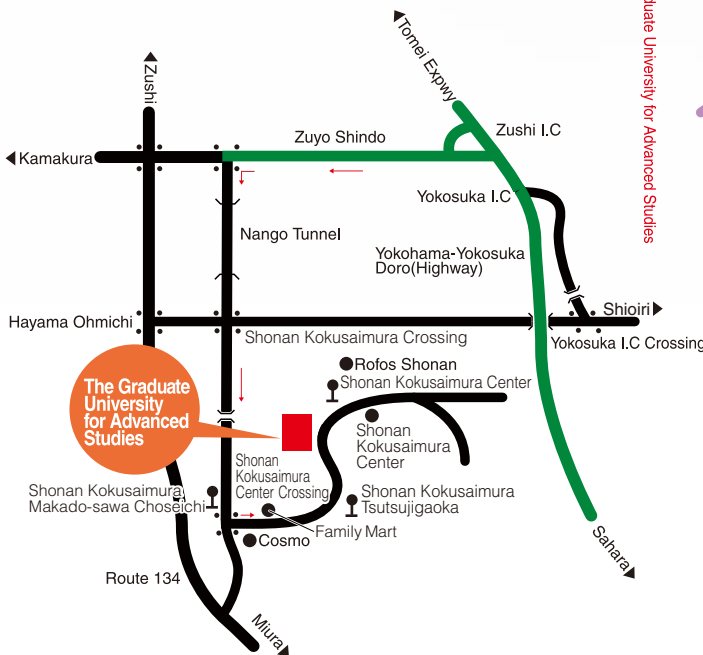 Tomei Expwy
duate University for Advanced Studies
Zushi
Zuyo Shindo
Zushi I.C
Kamakura
Yokosuka I.C
Nango Tunnel
Yokohama-Yokosuka
Doro(Highway)
Shioiri
Hayama Ohmichi
Shonan Kokusaimura Crossing
Yokosuka I.C Crossing
Rofos Shonan
Shonan Kokusaimura Center
The Graduate
University
for Advanced
Studies
Shonan
Kokusaimura
Center
Shonan
Kokusaimura
Center Crossing
Shonan Kokusaimura
Makado-sawa Choseichi
Shonan Kokusaimura
Tsutsujigaoka
Family Mart
Cosmo
Sahara
Route 134
Miura